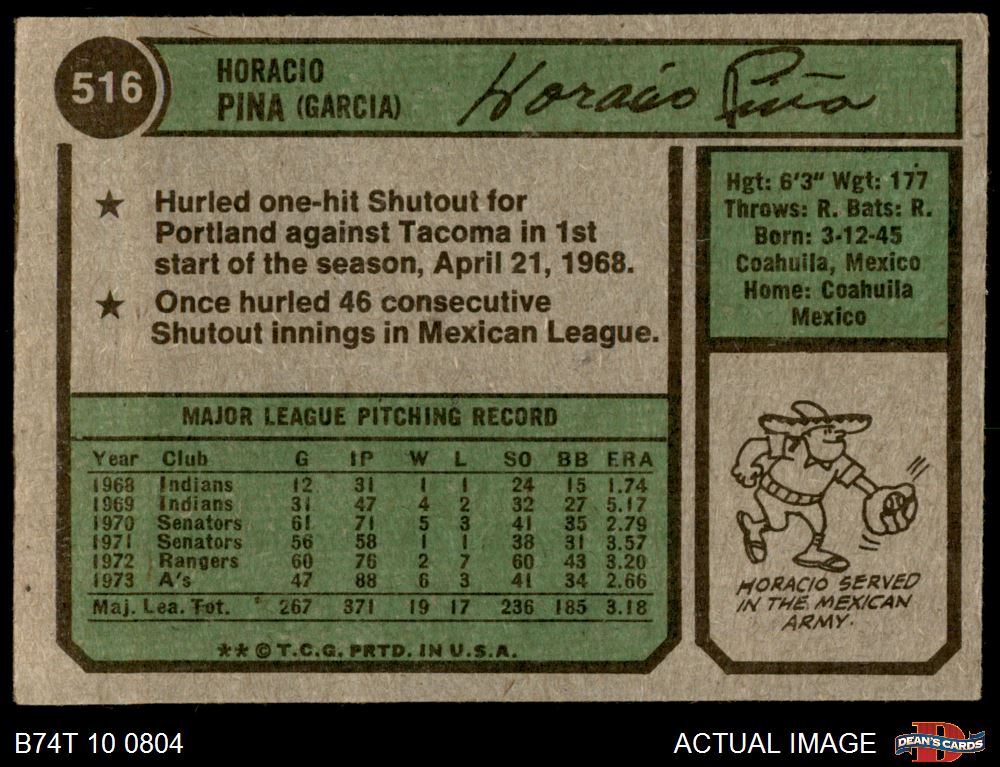 516
HORACIO
PINA (GARCIA)
Horacio Piña
★ Hurled one-hit Shutout for
Portland against Tacoma in 1st
start of the season, April 21, 1968.
★ Once hurled 46 consecutive
Shutout innings in Mexican League.
Hgt: 6'3" Wgt: 177
Throws: R. Bats: R.
Born: 3-12-45
Coahuila, Mexico
Home: Coahuila
Mexico
MAJOR LEAGUE PITCHING RECORD
Year Club G IP W L SO BB ERA
1968 Indians 12 31 1 1 24 15 1.74
1969 Indians 31 47 4 2 32 27 5.17
1970 Senators 61 71 5 3 41 35 2.79
1971 Senators 56 58 1 1 38 31 3.57
1972 Rangers 60 76 2 7 60 43 3.20
1973 A's 47 88 6 3 41 34 2.66
Maj. Lea. Tot. 267 371 19 17 236 185 3.18
** © T.C.G. PRTD. IN U.S.A.
HORACIO SERVED
IN THE MEXICAN
ARMY.
B74T 10 0804
ACTUAL IMAGE
D
DEAN'S CARDS